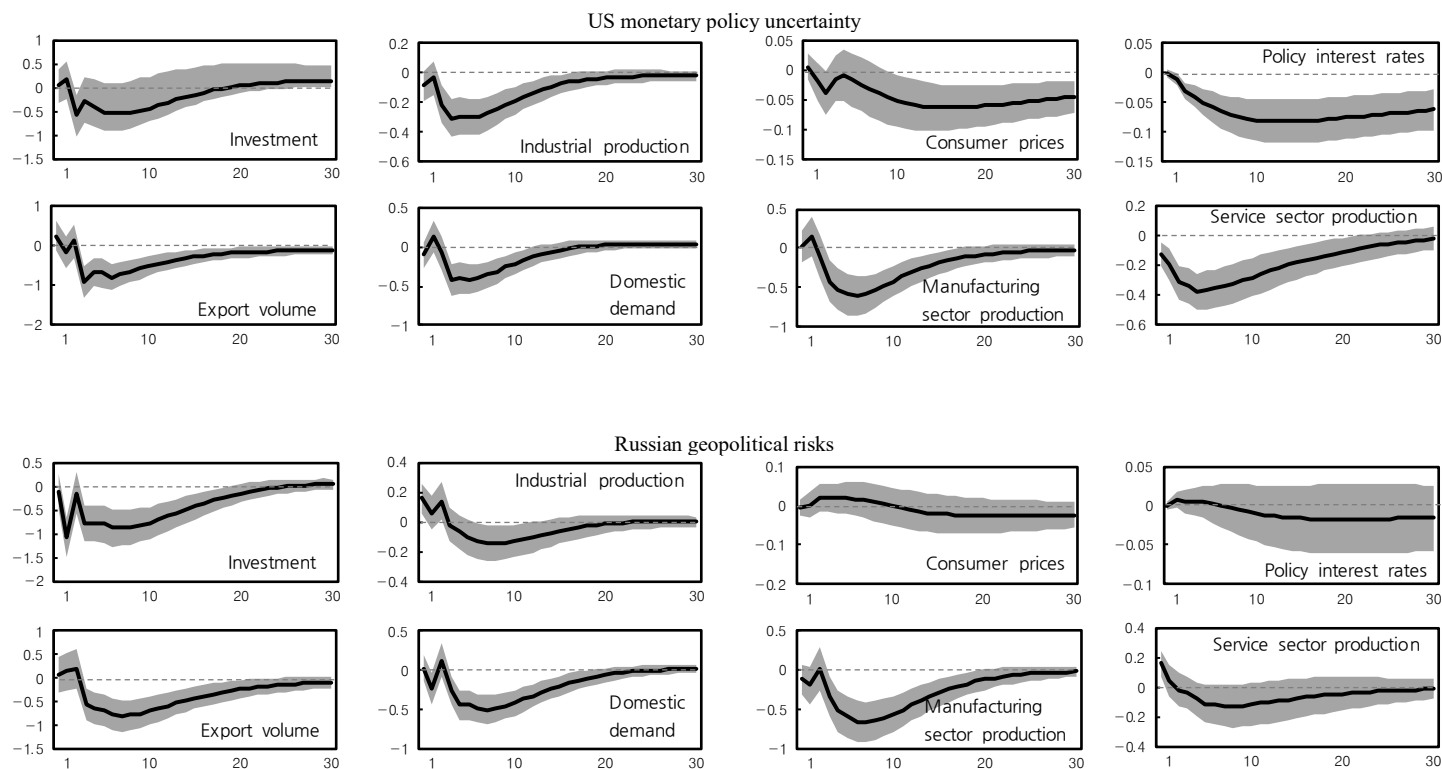 US monetary policy uncertainty
1
0.5
0
−0.5
−1
−1.5
Investment
1 10 20 30
0.2
0
−0.2
−0.4
−0.6
Industrial production
1 10 20 30
0.05
0
−0.05
−0.1
−0.15
Consumer prices
1 10 20 30
0.05
0
−0.05
−0.1
−0.15
Policy interest rates
1 10 20 30
1
0
−1
−2
Export volume
1 10 20 30
0.5
0
−0.5
−1
Domestic
demand
1 10 20 30
0.5
0
−0.5
−1
Manufacturing
sector production
1 10 20 30
0.2
0
−0.2
−0.4
−0.6
Service sector production
1 10 20 30
Russian geopolitical risks
0.5
0
−0.5
−1
−1.5
−2
Investment
1 10 20 30
0.4
0.2
0
−0.2
−0.4
Industrial production
1 10 20 30
0.1
0
−0.1
−0.2
Consumer prices
1 10 20 30
0.05
0
−0.05
−0.1
Policy interest rates
1 10 20 30
1
0.5
0
−0.5
−1
−1.5
Export volume
1 10 20 30
0.5
0
−0.5
−1
Domestic
demand
1 10 20 30
0.5
0
−0.5
−1
Manufacturing
sector production
1 10 20 30
0.4
0.2
0
−0.2
−0.4
Service sector production
1 10 20 30